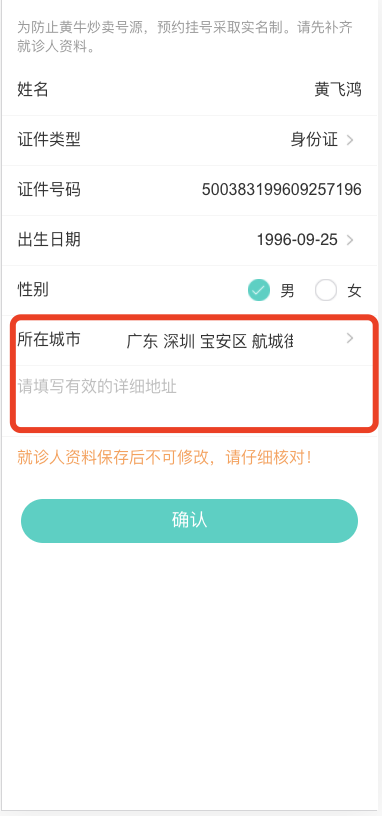 为防止黄牛炒卖号源，预约挂号采取实名制。请先补齐
就诊人资料。
姓名 黄飞鸿
证件类型 身份证
证件号码 500383199609257196
出生日期 1996-09-25
性别 男 女
所在城市 广东 深圳 宝安区 航城
请填写有效的详细地址
就诊人资料保存后不可修改，请仔细核对！
确认